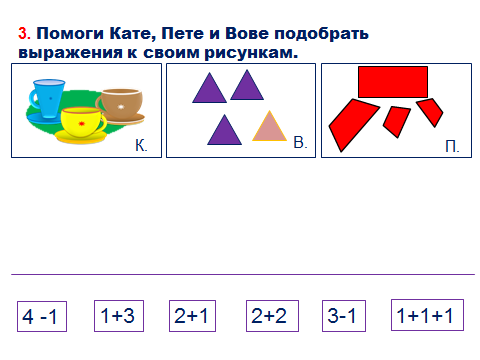 3. Помоги Кате, Пете и Вове подобрать
выражения к своим рисункам.
К.
В.
П.
4 -1
1+3
2+1
2+2
3-1
1+1+1